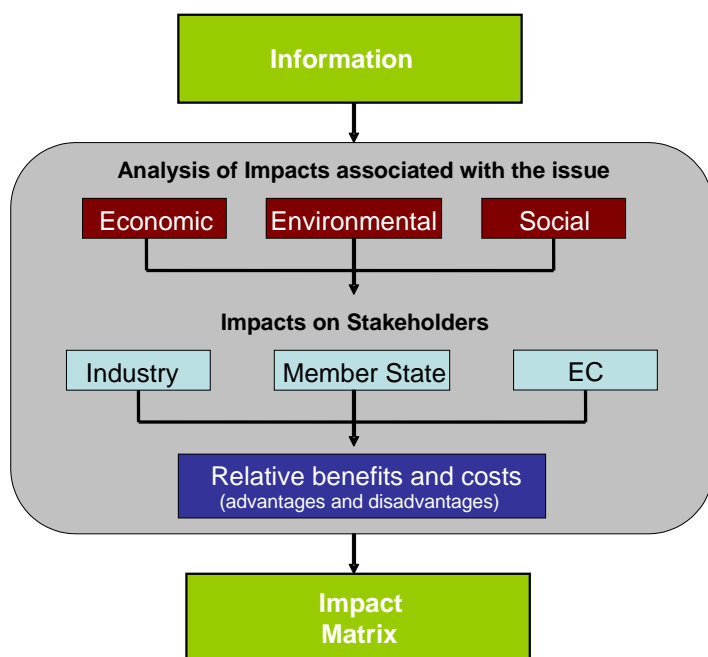 Information
Analysis of Impacts associated with the issue
Economic
Environmental
Social
Impacts on Stakeholders
Industry
Member State
EC
Relative benefits and costs
(advantages and disadvantages)
Impact
Matrix